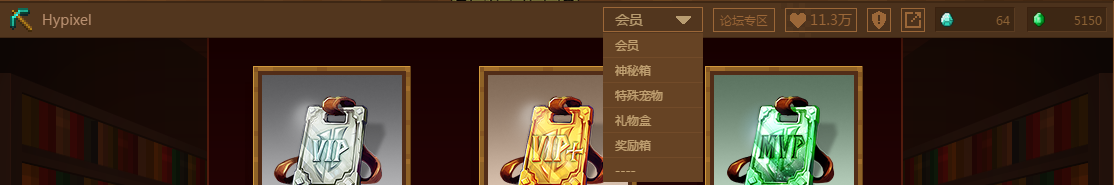 Hypixel
会员
论坛专区
11.3万
64
5150
会员
神秘箱
特殊宠物
礼物盒
奖励箱
----
VIP
VIP+
MVP